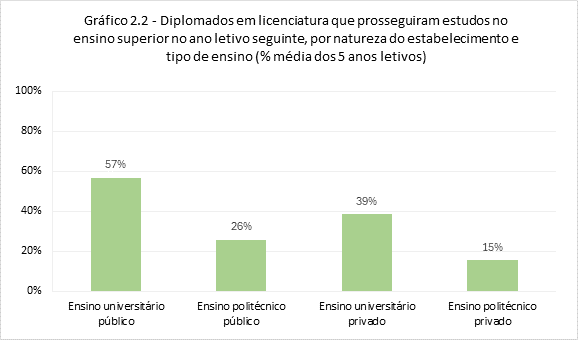 Gráfico 2.2 - Diplomados em licenciatura que prosseguiram estudos no
ensino superior no ano letivo seguinte, por natureza do estabelecimento e
tipo de ensino (% média dos 5 anos letivos)
100%
80%
60%
40%
20%
0%
57%
26%
39%
15%
Ensino universitário
público
Ensino politécnico
público
Ensino universitário
privado
Ensino politécnico
privado